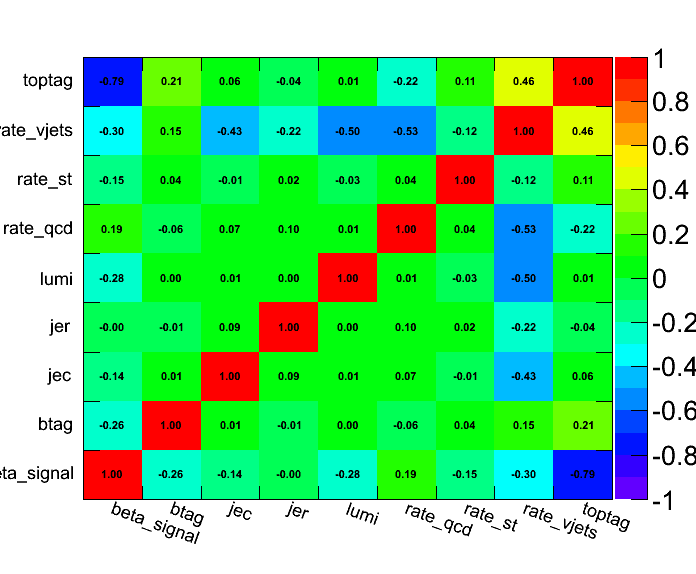 toptag -0.79 0.21 0.06 -0.04 0.01 -0.22 0.11 0.46 1.00
ate_vjets -0.30 0.15 -0.43 -0.22 -0.50 -0.53 -0.12 1.00 0.46
rate_st -0.15 0.04 -0.01 0.02 -0.03 0.04 1.00 -0.12 0.11
rate_qcd 0.19 -0.06 0.07 0.10 0.01 1.00 0.04 -0.53 -0.22
lumi -0.28 0.00 0.01 0.00 1.00 0.01 -0.03 -0.50 0.01
jer -0.00 -0.01 0.09 1.00 0.00 0.10 0.02 -0.22 -0.04
jec -0.14 0.01 1.00 0.09 0.01 0.07 -0.01 -0.43 0.06
btag -0.26 1.00 0.01 -0.01 0.00 -0.06 0.04 0.15 0.21
eta_signal 1.00 -0.26 -0.14 -0.00 -0.28 0.19 -0.15 -0.30 -0.79
beta_signal btag jec jer lumi rate_qcd rate_st rate_vjets toptag
1
0.8
0.6
0.4
0.2
0
-0.2
-0.4
-0.6
-0.8
-1